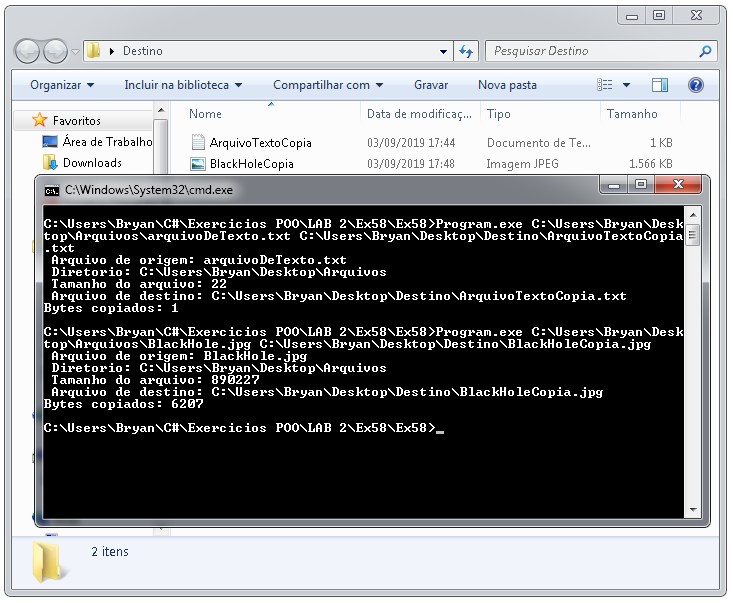 Destino
Pesquisar Destino
Organizar
Incluir na biblioteca
Compartilhar com
Gravar
Nova pasta
Favoritos
Área de Trabalho
Downloads
Nome
Data de modificaç...
Tipo
Tamanho
ArquivoTextoCopia
03/09/2019 17:44
Documento de Te...
1 KB
BlackHoleCopia
03/09/2019 17:48
Imagem JPEG
1.566 KB
C:\Windows\System32\cmd.exe
C:\Users\Bryan\C#\Exercicios POO\LAB 2\Ex58\Ex58>Program.exe C:\Users\Bryan\Desk
top\Arquivos\arquivoDeTexto.txt C:\Users\Bryan\Desktop\Destino\ArquivoTextoCopia
.txt
Arquivo de origem: arquivoDeTexto.txt
Diretorio: C:\Users\Bryan\Desktop\Arquivos
Tamanho do arquivo: 22
Arquivo de destino: C:\Users\Bryan\Desktop\Destino\ArquivoTextoCopia.txt
Bytes copiados: 1
C:\Users\Bryan\C#\Exercicios POO\LAB 2\Ex58\Ex58>Program.exe C:\Users\Bryan\Desk
top\Arquivos\BlackHole.jpg C:\Users\Bryan\Desktop\Destino\BlackHoleCopia.jpg
Arquivo de origem: BlackHole.jpg
Diretorio: C:\Users\Bryan\Desktop\Arquivos
Tamanho do arquivo: 890227
Arquivo de destino: C:\Users\Bryan\Desktop\Destino\BlackHoleCopia.jpg
Bytes copiados: 6207
C:\Users\Bryan\C#\Exercicios POO\LAB 2\Ex58\Ex58>_
2 itens